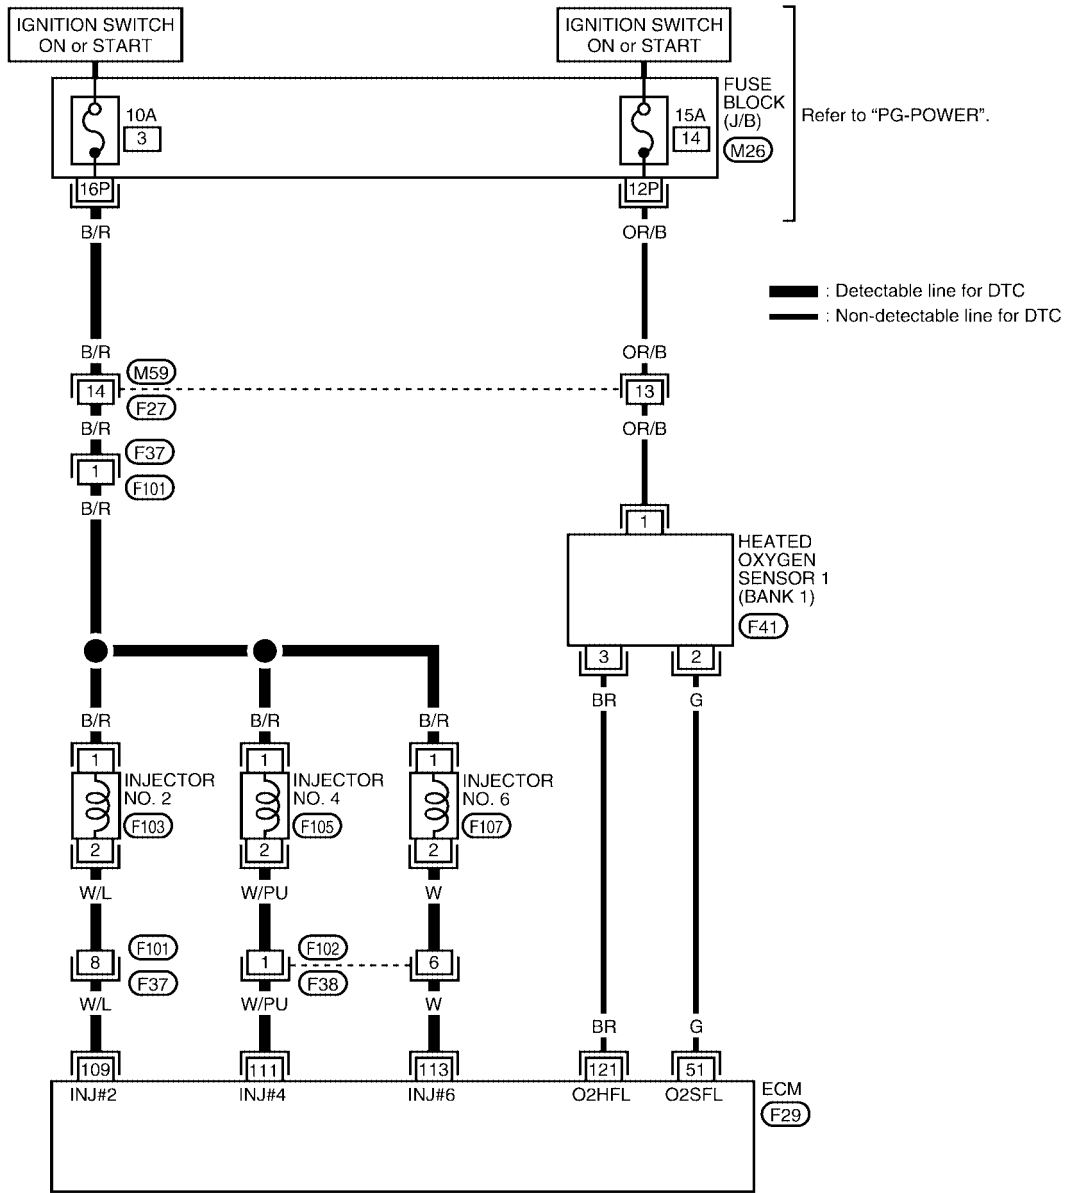 IGNITION SWITCH
ON or START
IGNITION SWITCH
ON or START
10A
3
15A
14
FUSE
BLOCK
(J/B)
M26
Refer to “PG-POWER”.
16P
12P
B/R
OR/B
: Detectable line for DTC
: Non-detectable line for DTC
B/R
OR/B
M59
14
13
F27
B/R
OR/B
F37
1
F101
B/R
1
HEATED
OXYGEN
SENSOR 1
(BANK 1)
F41
3
2
BR
G
B/R
B/R
B/R
1
1
1
INJECTOR
NO. 2
F103
INJECTOR
NO. 4
F105
INJECTOR
NO. 6
F107
2
2
2
W/L
W/PU
W
F101
F102
8
1
6
F37
F38
W/L
W/PU
W
BR
G
109
111
113
121
51
INJ#2
INJ#4
INJ#6
O2HFL
O2SFL
ECM
F29